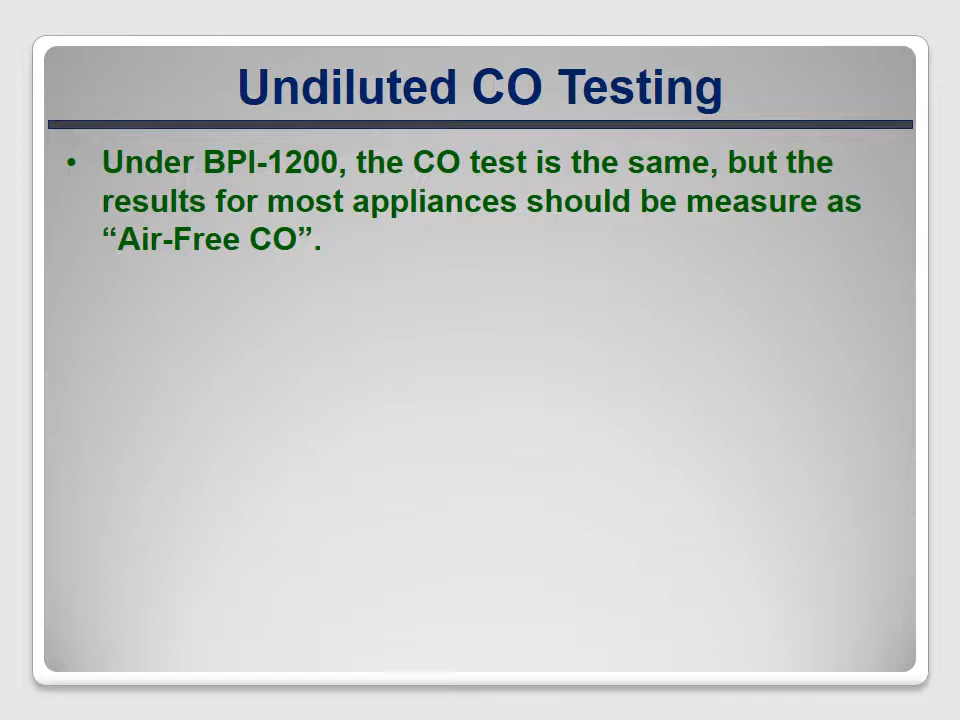 Undiluted CO Testing
• Under BPI-1200, the CO test is the same, but the
results for most appliances should be measure as
“Air-Free CO”.